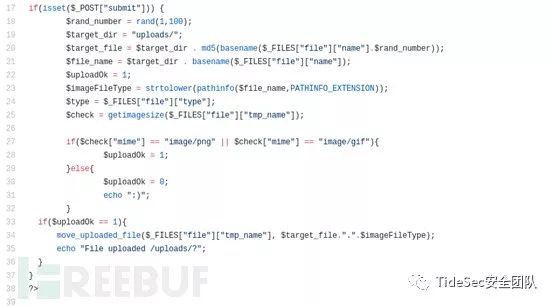 17 if(isset($_POST["submit"])) {
18 $rand_number = rand(1,100);
19 $target_dir = "uploads/";
20 $target_file = $target_dir . md5(basename($_FILES["file"]["name"].$rand_number));
21 $file_name = $target_dir . basename($_FILES["file"]["name"]);
22 $uploadOk = 1;
23 $imageFileType = strtolower(pathinfo($file_name,PATHINFO_EXTENSION));
24 $type = $_FILES["file"]["type"];
25 $check = getimagesize($_FILES["file"]["tmp_name"]);
26
27 if($check["mime"] == "image/png" || $check["mime"] == "image/gif"){
28 $uploadOk = 1;
29 }else{
30 $uploadOk = 0;
31 echo ":)";
32 }
33 if($uploadOk == 1){
34 move_uploaded_file($_FILES["file"]["tmp_name"], $target_file.".".$imageFileType);
35 echo "File uploaded /uploads/?";
36 }
37 }
38 ?>
39
FREEBUF
TideSec安全团队